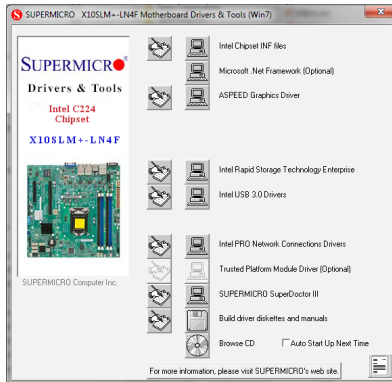 SUPERMICRO X10SLM+-LN4F Motherboard Drivers & Tools (Win7)
SUPERMICRO
Drivers & Tools
Intel C224
Chipset
X10SLM+-LN4F
SUPERMICRO Computer Inc.
Intel Chipset INF files
Microsoft .Net Framework (Optional)
ASPEED Graphics Driver
Intel Rapid Storage Technology Enterprise
Intel USB 3.0 Drivers
Intel PRO Network Connections Drivers
Trusted Platform Module Driver (Optional)
SUPERMICRO SuperDoctor III
Build driver diskettes and manuals
Browse CD
Auto Start Up Next Time
For more information, please visit SUPERMICRO's web site.